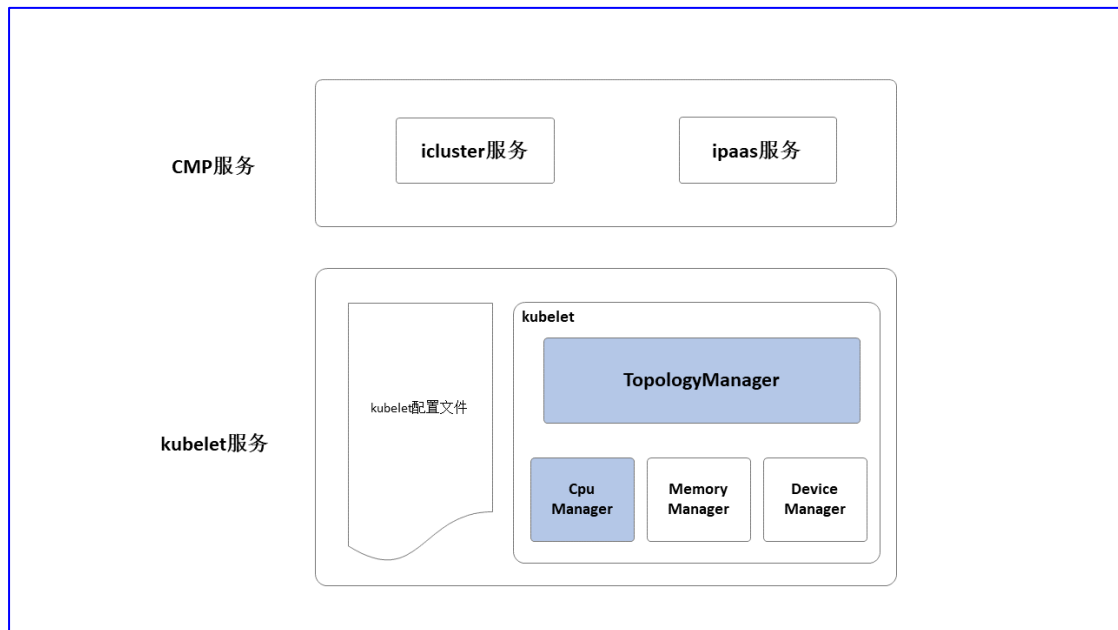 CMP服务
icluster服务
ipaas服务
kubelet服务
kubelet配置文件
kubelet
TopologyManager
Cpu
Manager
Memory
Manager
Device
Manager